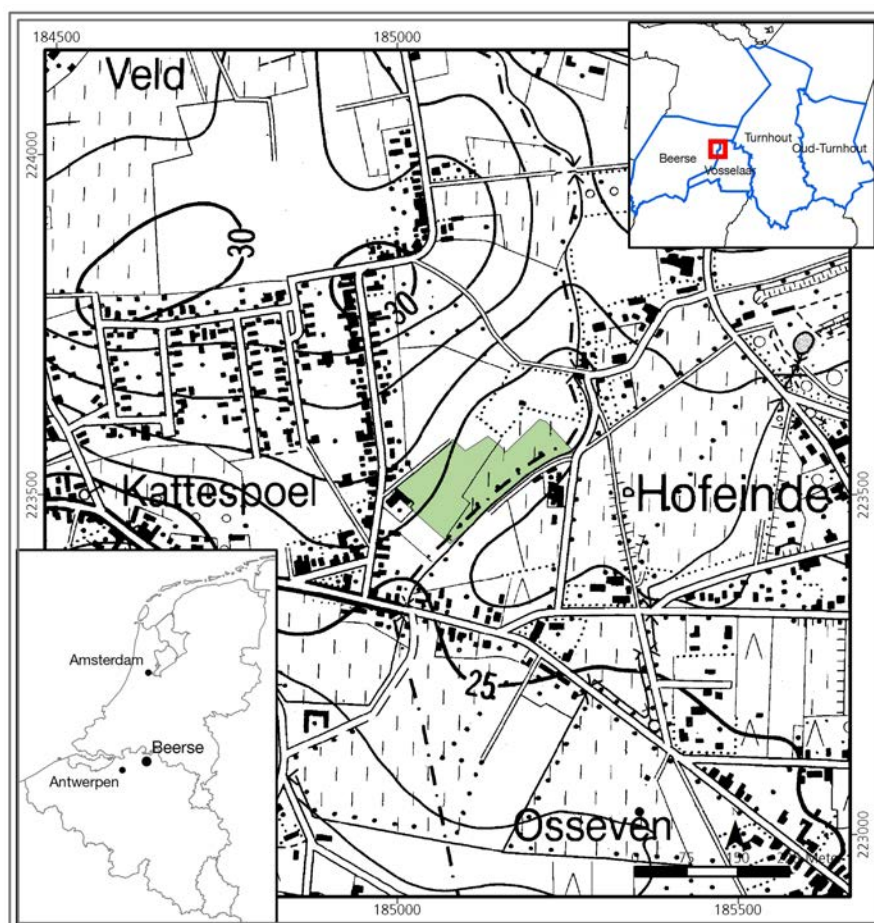 184500
185000
Veld
224000
Turnhout
Oud-Turnhout
Beerse
Vosselaar
30
30
223500
Kattespoel
Hofeinde
223500
Amsterdam
Beerse
Antwerpen
25
Osseven
223000
0 75 150
185000
185500